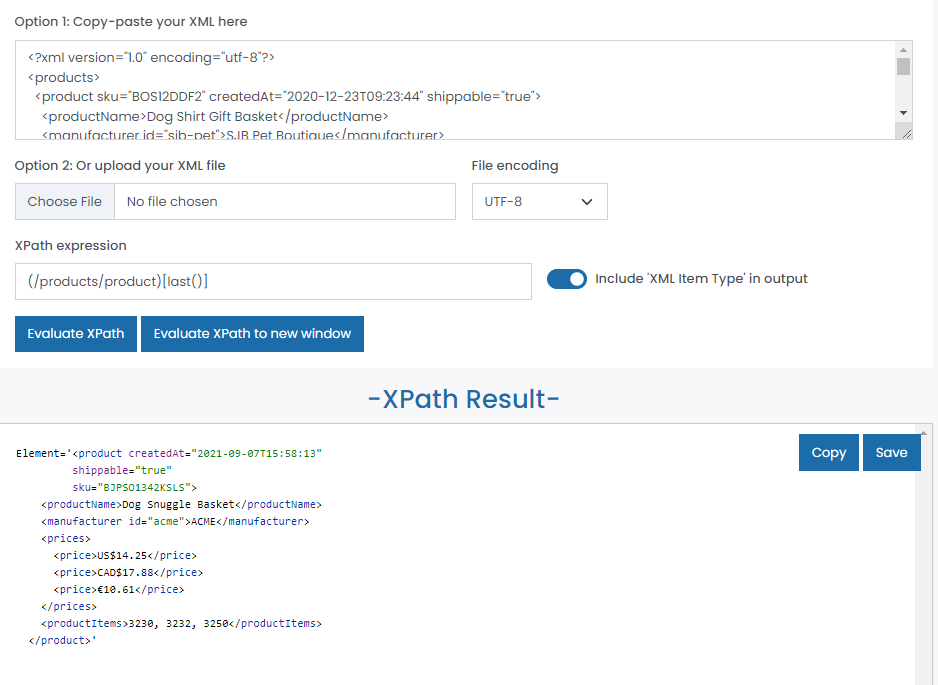 Option 1: Copy-paste your XML here
<?xml version="1.0" encoding="utf-8"?>
<products>
<product sku="BOS12DDF2" createdAt="2020-12-23T09:23:44" shippable="true">
<productName>Dog Shirt Gift Basket</productName>
<manufacturer id="sjb-pet">SJB Pet Boutique</manufacturer>
Option 2: Or upload your XML file
File encoding
Choose File
No file chosen
UTF-8
XPath expression
(/products/product)[last()]
Include 'XML Item Type' in output
Evaluate XPath
Evaluate XPath to new window
-XPath Result-
Copy
Save
Element='<product createdAt="2021-09-07T15:58:13"
shippable="true"
sku="BJPSO1342KSLS">
<productName>Dog Snuggle Basket</productName>
<manufacturer id="acme">ACME</manufacturer>
<prices>
<price>US$14.25</price>
<price>CAD$17.88</price>
<price>€10.61</price>
</prices>
<productItems>3230, 3232, 3250</productItems>
</product>'